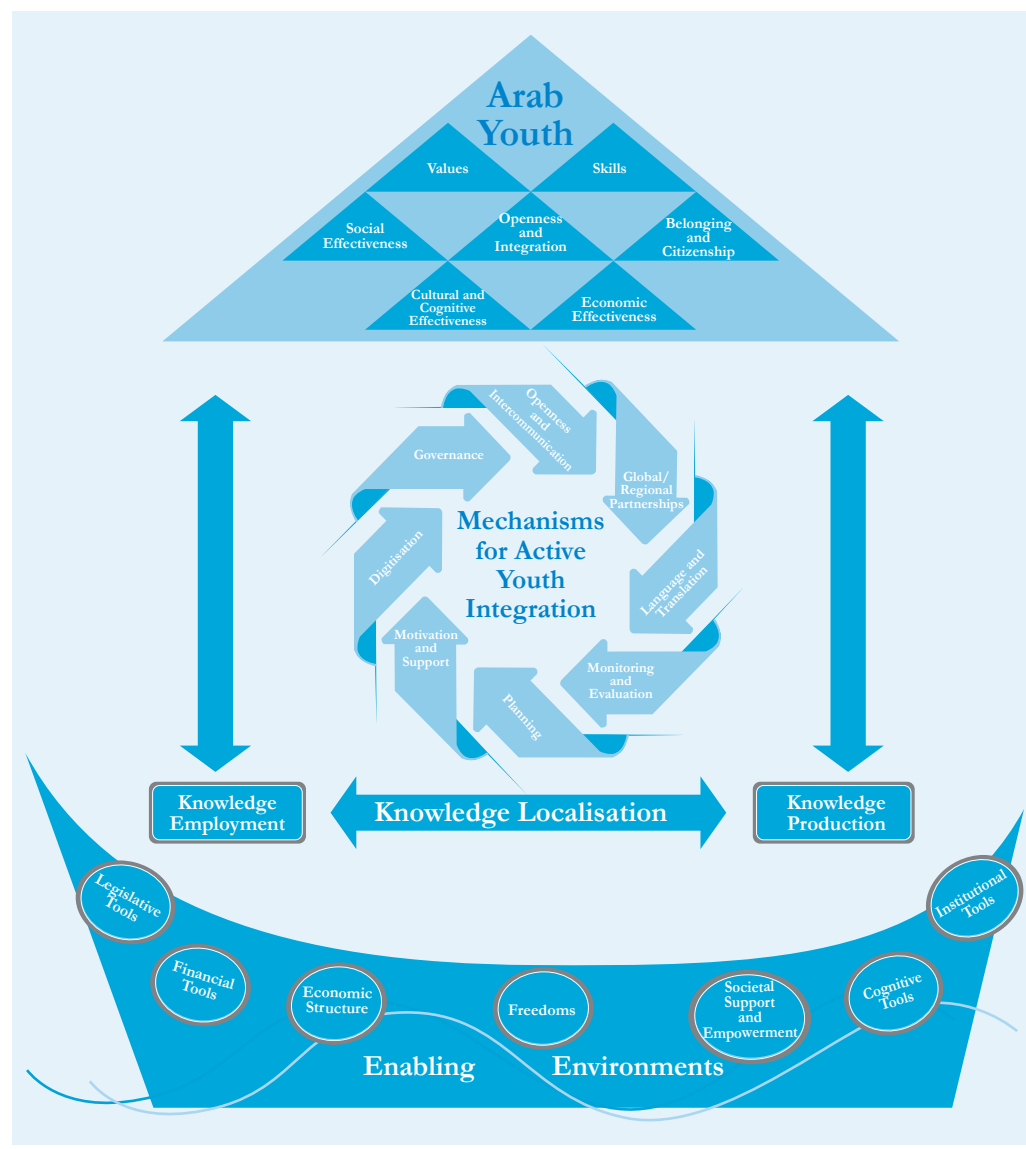 Arab
Youth
Values
Skills
Social
Effectiveness
Openness
and
Integration
Belonging
and
Citizenship
Cultural and
Cognitive
Effectiveness
Economic
Effectiveness
Openness
and
Intercommunication
Governance
Global/
Regional
Partnerships
Digitisation
Mechanisms
for Active
Youth
Integration
Language and
Translation
Motivation
and
Support
Monitoring
and
Evaluation
Planning
Knowledge
Employment
Knowledge Localisation
Knowledge
Production
Legislative
Tools
Financial
Tools
Economic
Structure
Freedoms
Societal
Support
and
Empowerment
Cognitive
Tools
Institutional
Tools
Enabling Environments